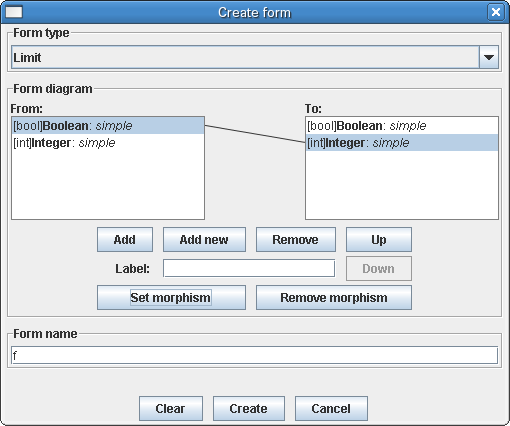 Create form
Form type
Limit
Form diagram
From: To:
[bool]Boolean: simple [bool]Boolean: simple
[int]Integer: simple [int]Integer: simple
Add Add new Remove Up
Label: Down
Set morphism Remove morphism
Form name
f
Clear Create Cancel